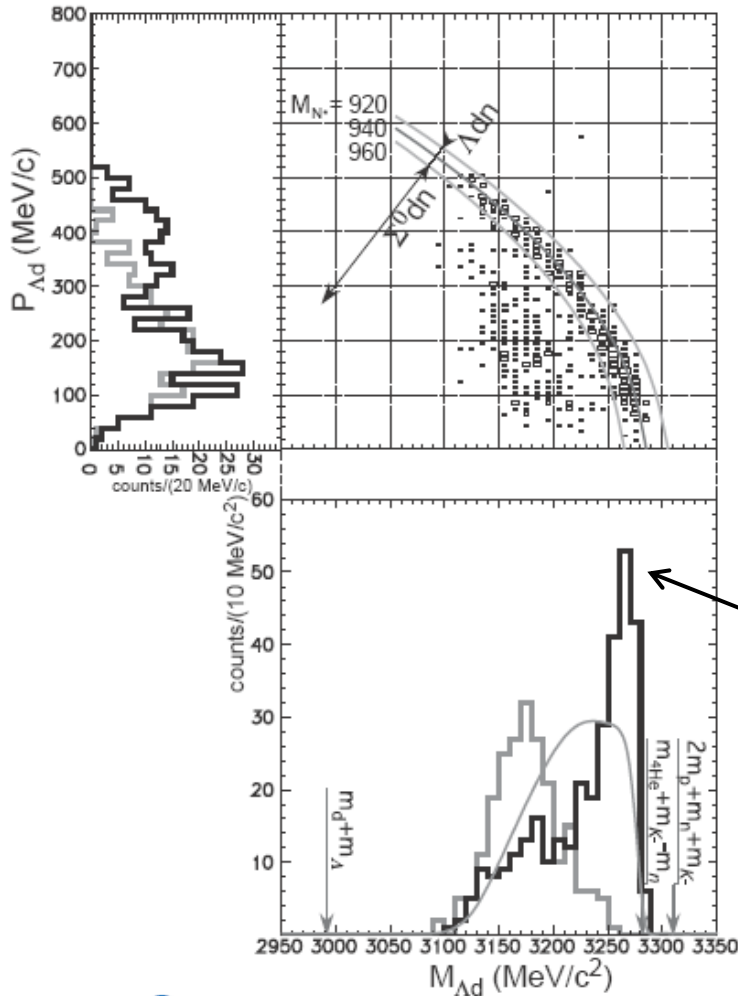 800
700
600
500
400
300
200
100
0
P_Λd (MeV/c)
0 5 10 15 20 25 30
counts/(20 MeV/c)
M_N* = 920
940
960
Λdn
Σ⁰dn
60
50
40
30
20
10
counts/(10 MeV/c²)
m_d+m_Λ
m_4He+m_K-−m_n
2m_p+m_n+m_K-
2950 3000 3050 3100 3150 3200 3250 3300 3350
M_Λd (MeV/c²)